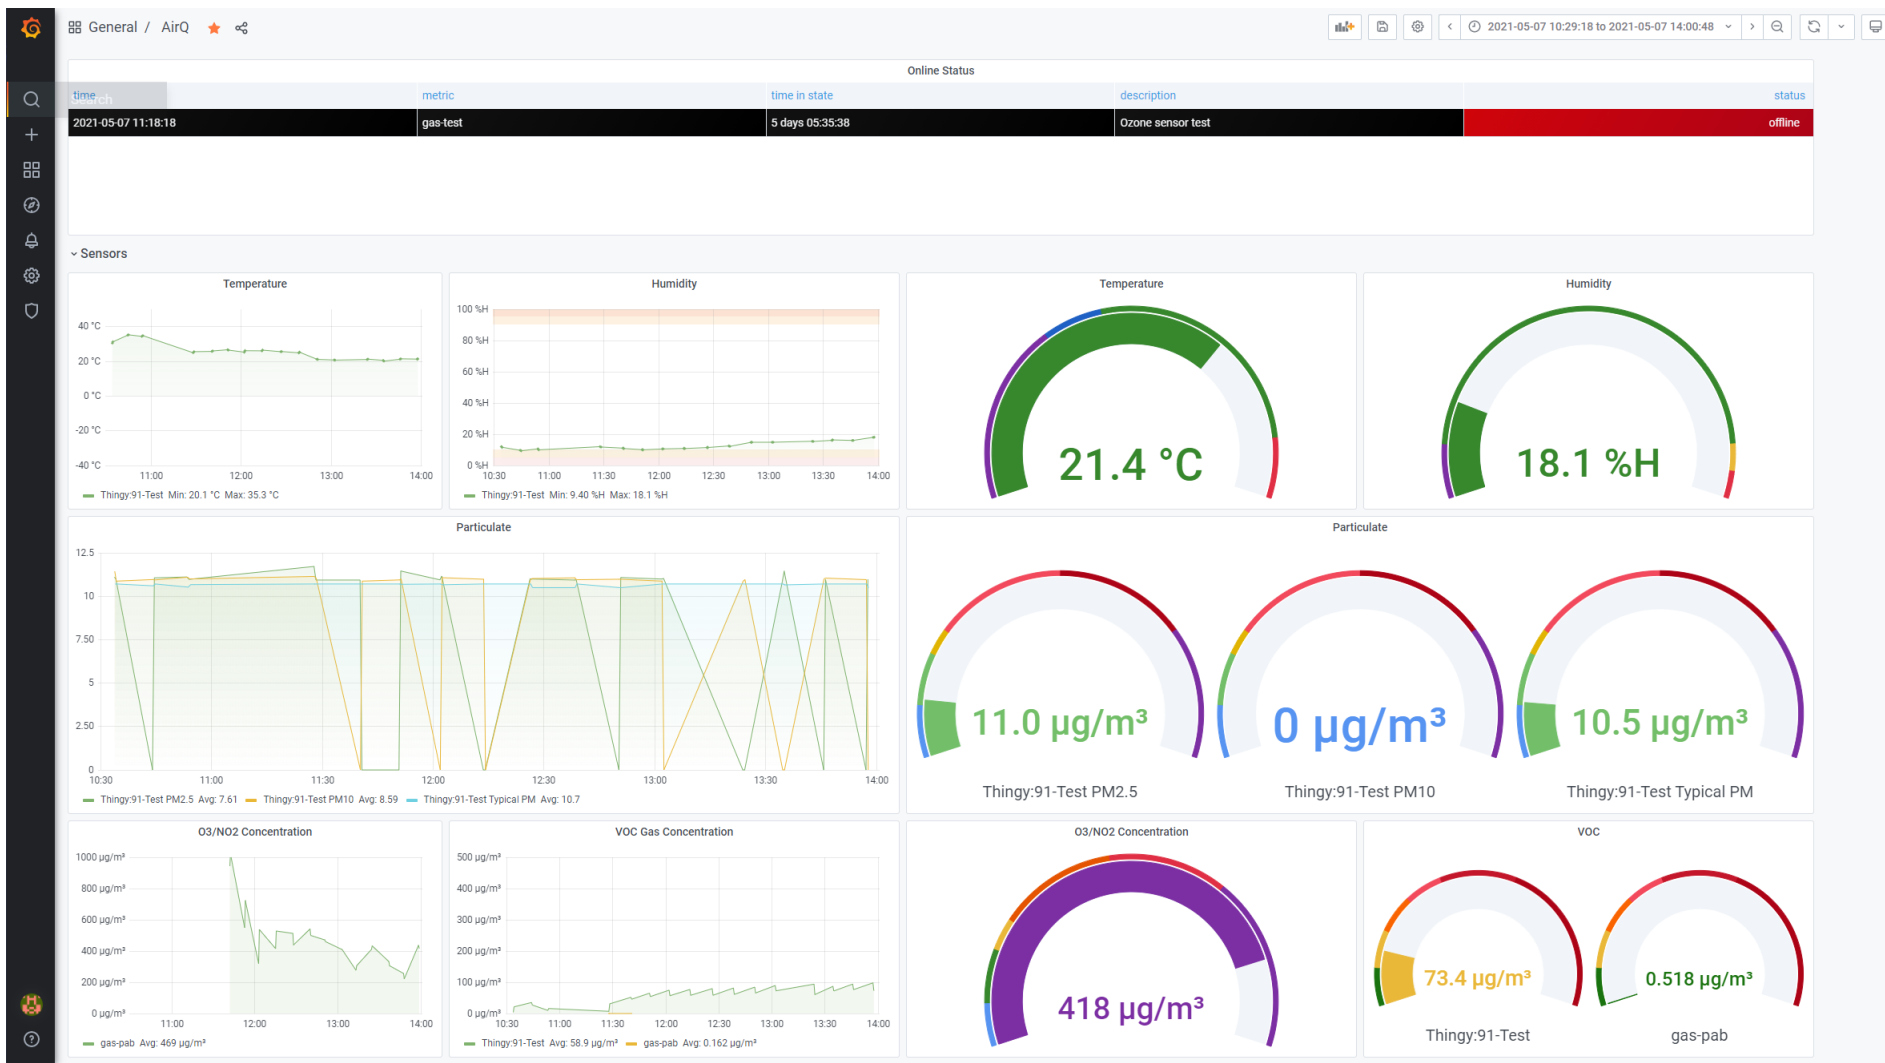 General / AirQ
2021-05-07 10:29:18 to 2021-05-07 14:00:48
Online Status
Search
time metric time in state description status
2021-05-07 11:18:18 gas-test 5 days 05:35:38 Ozone sensor test offline
Sensors
Temperature
40 °C
20 °C
0 °C
-20 °C
-40 °C
11:00 12:00 13:00 14:00
Thingy:91-Test Min: 20.1 °C Max: 35.3 °C
Humidity
100 %H
80 %H
60 %H
40 %H
20 %H
0 %H
10:30 11:00 11:30 12:00 12:30 13:00 13:30 14:00
Thingy:91-Test Min: 9.40 %H Max: 18.1 %H
Temperature
21.4 °C
Humidity
18.1 %H
Particulate
12.5
10
7.50
5
2.50
0
10:30 11:00 11:30 12:00 12:30 13:00 13:30 14:00
Thingy:91-Test PM2.5 Avg: 7.61 Thingy:91-Test PM10 Avg: 8.59 Thingy:91-Test Typical PM Avg: 10.7
Particulate
11.0 µg/m³ 0 µg/m³ 10.5 µg/m³
Thingy:91-Test PM2.5 Thingy:91-Test PM10 Thingy:91-Test Typical PM
O3/NO2 Concentration
1000 µg/m³
800 µg/m³
600 µg/m³
400 µg/m³
200 µg/m³
0 µg/m³
11:00 12:00 13:00 14:00
gas-pab Avg: 469 µg/m³
VOC Gas Concentration
500 µg/m³
400 µg/m³
300 µg/m³
200 µg/m³
100 µg/m³
0 µg/m³
10:30 11:00 11:30 12:00 12:30 13:00 13:30 14:00
Thingy:91-Test Avg: 58.9 µg/m³ gas-pab Avg: 0.162 µg/m³
O3/NO2 Concentration
418 µg/m³
VOC
73.4 µg/m³ 0.518 µg/m³
Thingy:91-Test gas-pab